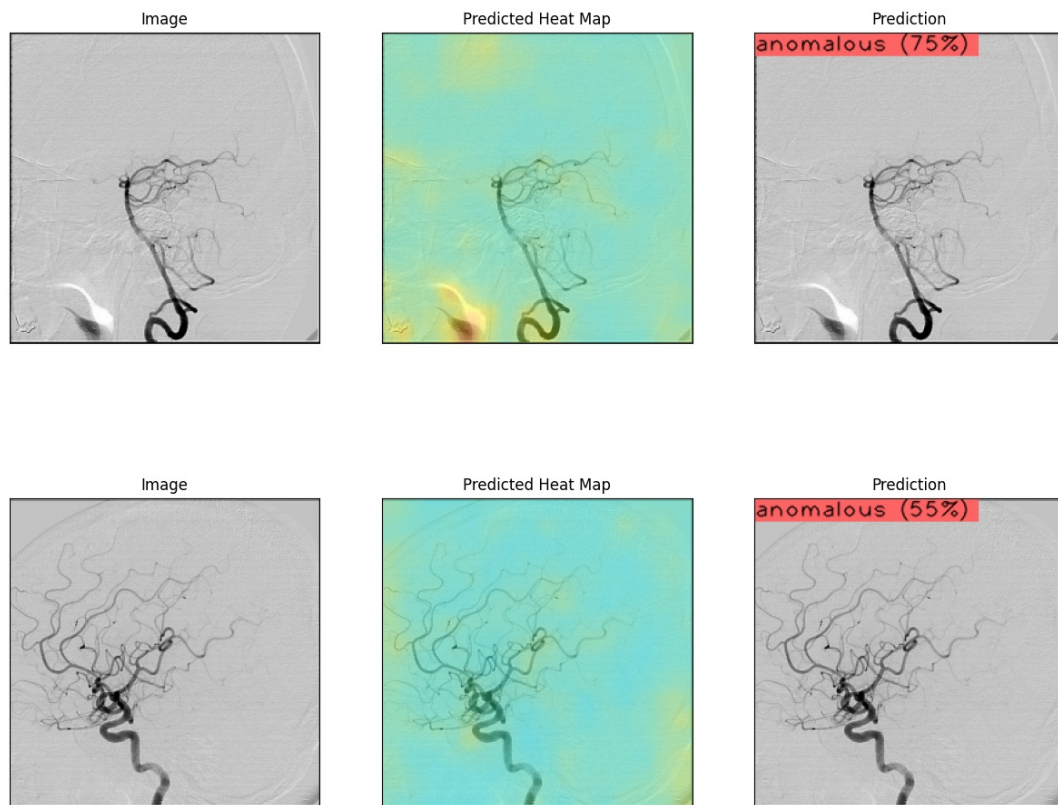 Image
Predicted Heat Map
Prediction
anomalous (75%)
Image
Predicted Heat Map
Prediction
anomalous (55%)